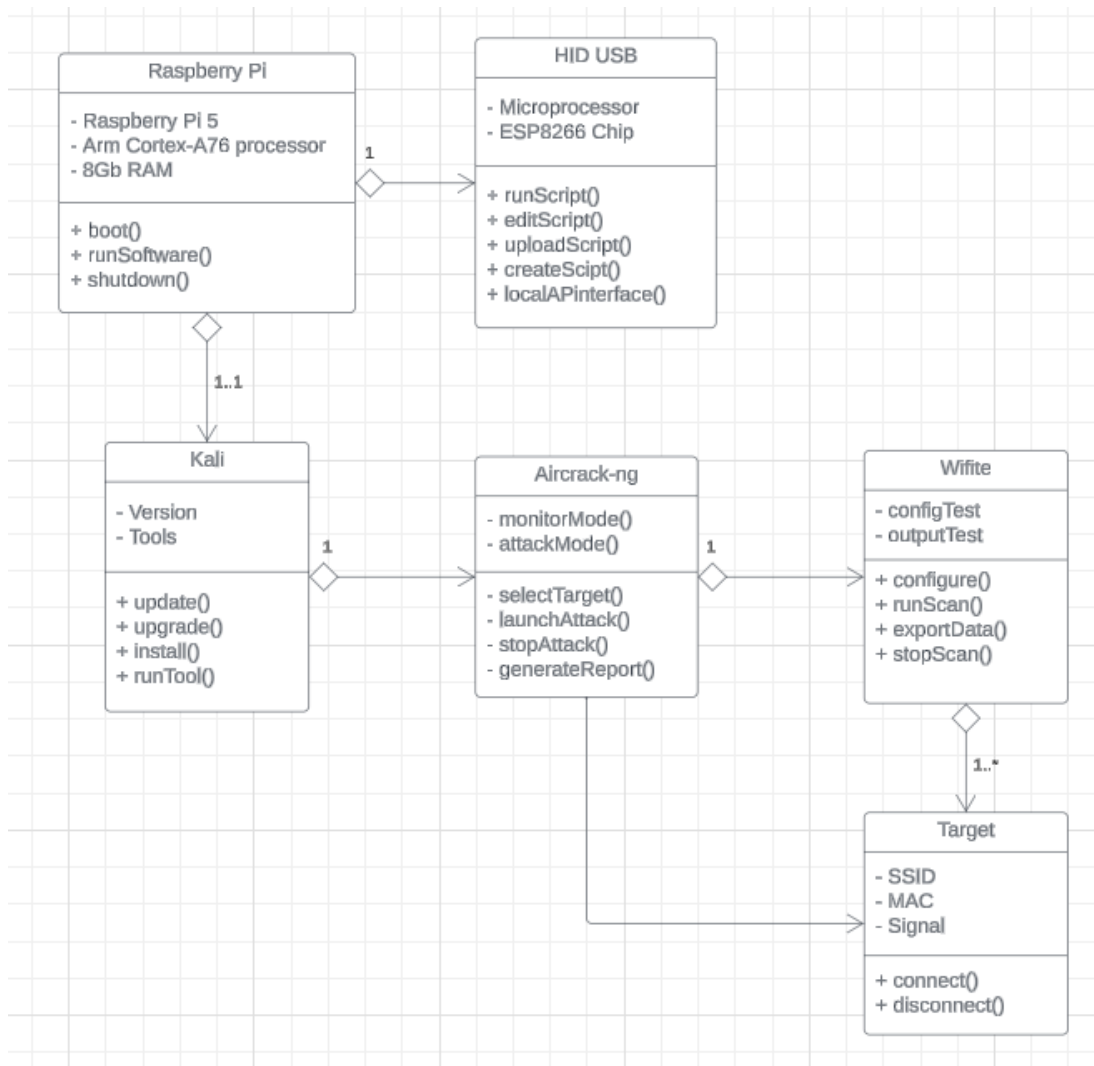 Raspberry Pi
- Raspberry Pi 5
- Arm Cortex-A76 processor
- 8Gb RAM
+ boot()
+ runSoftware()
+ shutdown()
1
HID USB
- Microprocessor
- ESP8266 Chip
+ runScript()
+ editScript()
+ uploadScript()
+ createScipt()
+ localAPinterface()
1..1
Kali
- Version
- Tools
+ update()
+ upgrade()
+ install()
+ runTool()
1
Aircrack-ng
- monitorMode()
- attackMode()
- selectTarget()
- launchAttack()
- stopAttack()
- generateReport()
1
Wifite
- configTest
- outputTest
+ configure()
+ runScan()
+ exportData()
+ stopScan()
1..*
Target
- SSID
- MAC
- Signal
+ connect()
+ disconnect()